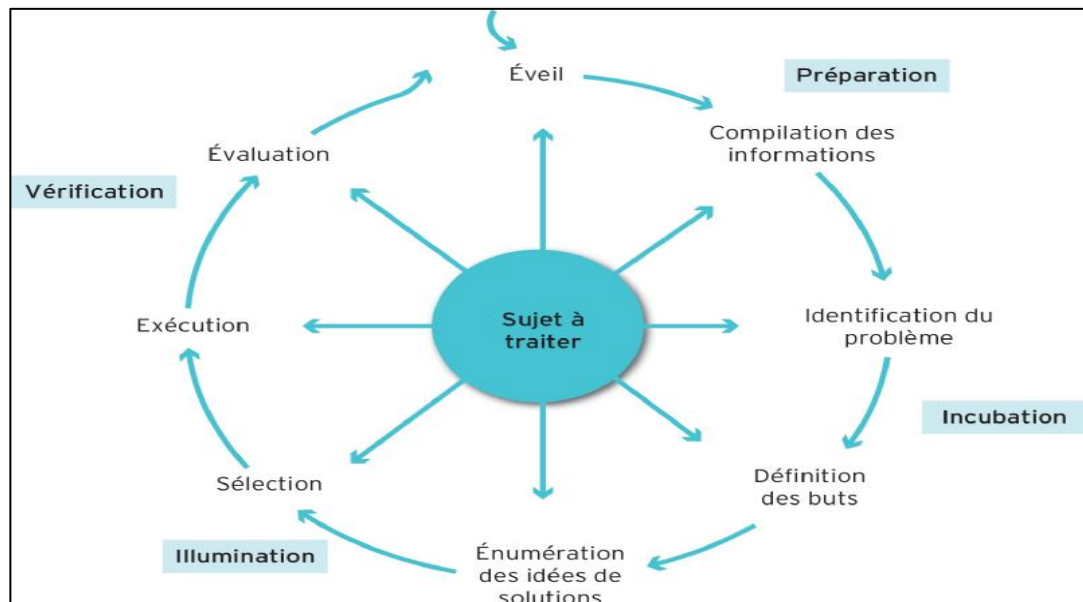 Éveil
Préparation
Compilation des
informations
Identification du
problème
Incubation
Définition
des buts
Énumération
des idées de
solutions
Illumination
Sélection
Exécution
Vérification
Évaluation
Sujet à
traiter